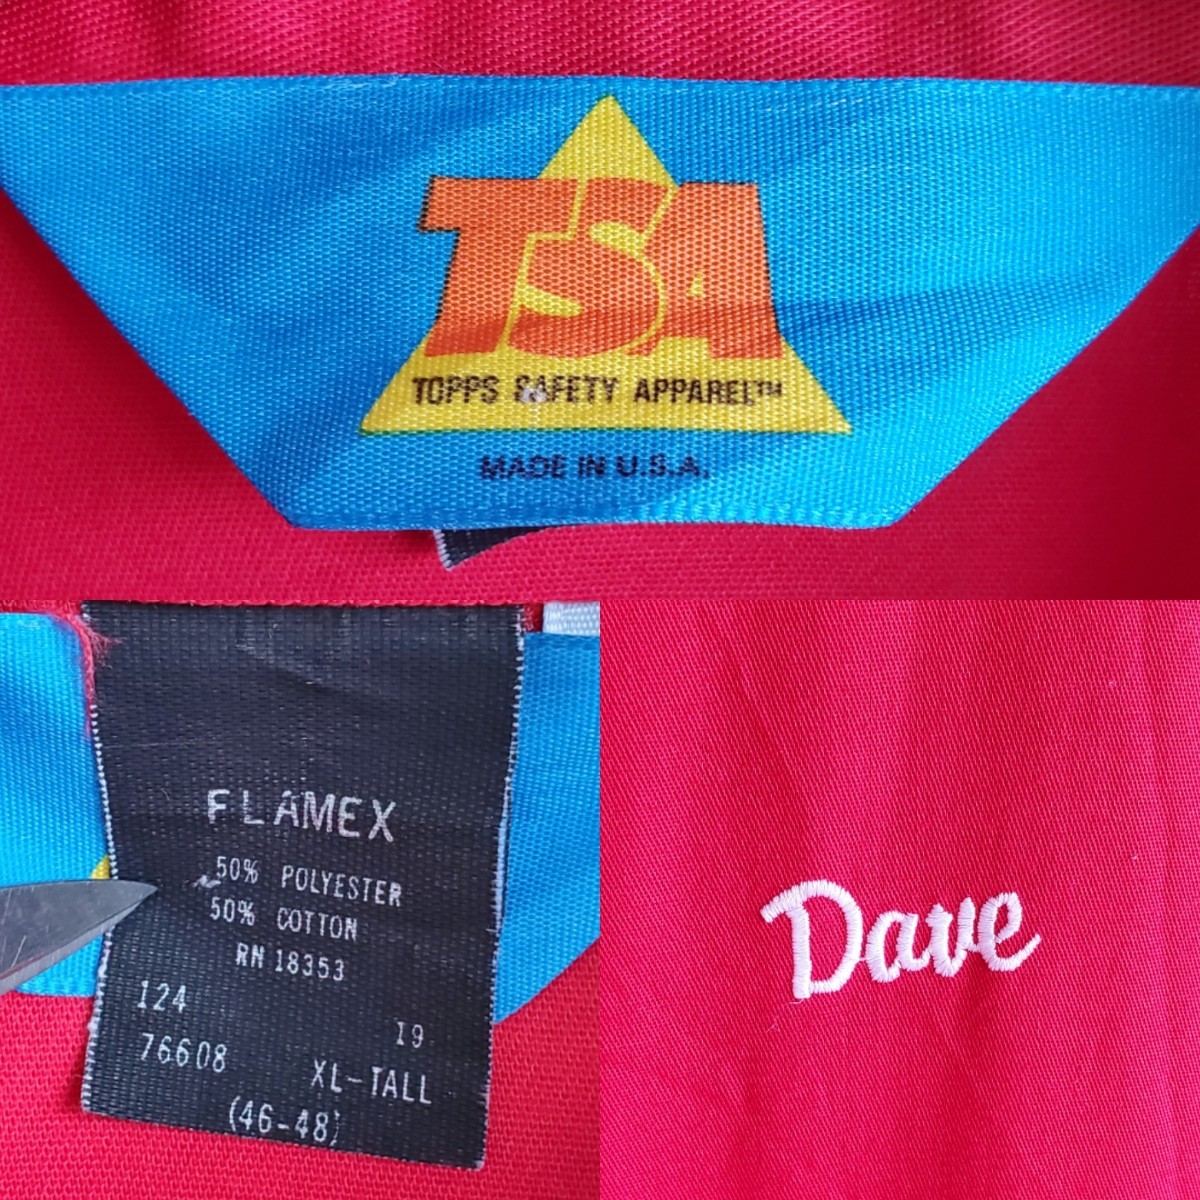 TSA
TOPPS SAFETY APPAREL™
MADE IN U.S.A.
FLAMEX
50% POLYESTER
50% COTTON
RN 18353
124
19
76608
XL-TALL
(46-48)
Dave